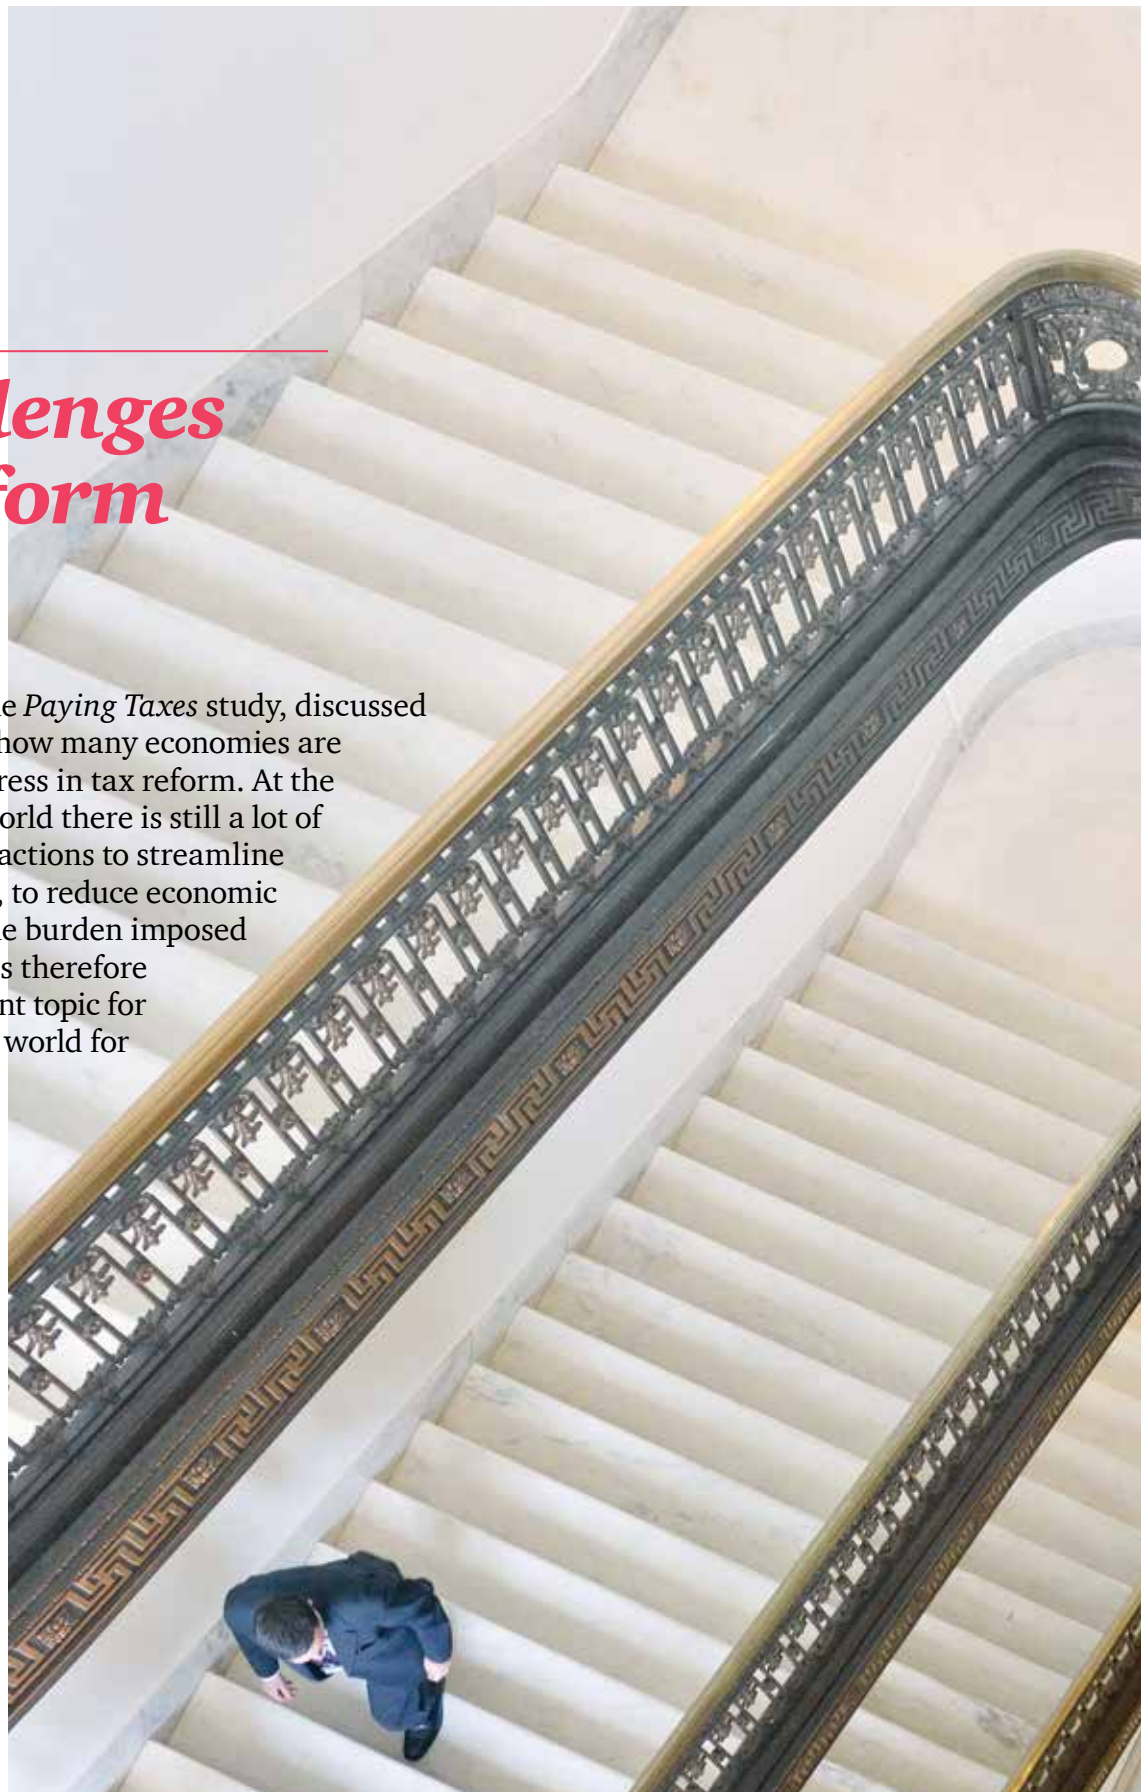 lenges
form
e Paying Taxes study, discussed
how many economies are
ress in tax reform. At the
orld there is still a lot of
actions to streamline
, to reduce economic
e burden imposed
s therefore
nt topic for
world for